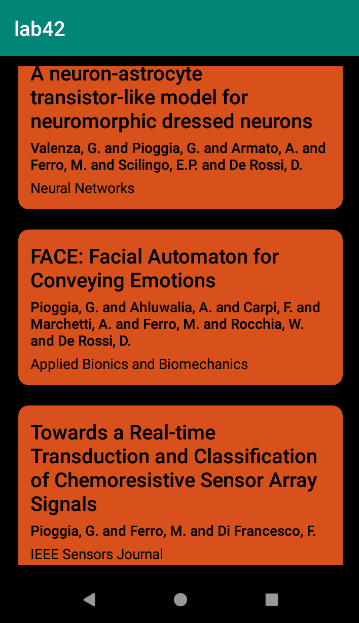 lab42
A neuron-astrocyte
transistor-like model for
neuromorphic dressed neurons
Valenza, G. and Pioggia, G. and Armato, A. and
Ferro, M. and Scilingo, E.P. and De Rossi, D.
Neural Networks
FACE: Facial Automaton for
Conveying Emotions
Pioggia, G. and Ahluwalia, A. and Carpi, F. and
Marchetti, A. and Ferro, M. and Rocchia, W.
and De Rossi, D.
Applied Bionics and Biomechanics
Towards a Real-time
Transduction and Classification
of Chemoresistive Sensor Array
Signals
Pioggia, G. and Ferro, M. and Di Francesco, F.
IEEE Sensors Journal